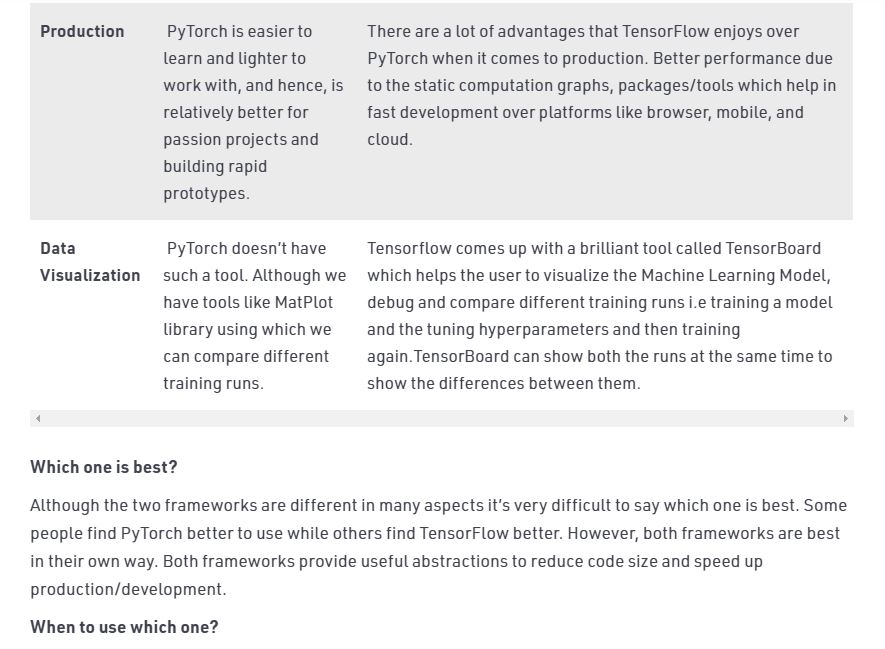 Production
PyTorch is easier to
learn and lighter to
work with, and hence, is
relatively better for
passion projects and
building rapid
prototypes.
There are a lot of advantages that TensorFlow enjoys over
PyTorch when it comes to production. Better performance due
to the static computation graphs, packages/tools which help in
fast development over platforms like browser, mobile, and
cloud.
Data
Visualization
PyTorch doesn't have
such a tool. Although we
have tools like MatPlot
library using which we
can compare different
training runs.
Tensorflow comes up with a brilliant tool called TensorBoard
which helps the user to visualize the Machine Learning Model,
debug and compare different training runs i.e training a model
and the tuning hyperparameters and then training
again.TensorBoard can show both the runs at the same time to
show the differences between them.
Which one is best?
Although the two frameworks are different in many aspects it's very difficult to say which one is best. Some
people find PyTorch better to use while others find TensorFlow better. However, both frameworks are best
in their own way. Both frameworks provide useful abstractions to reduce code size and speed up
production/development.
When to use which one?